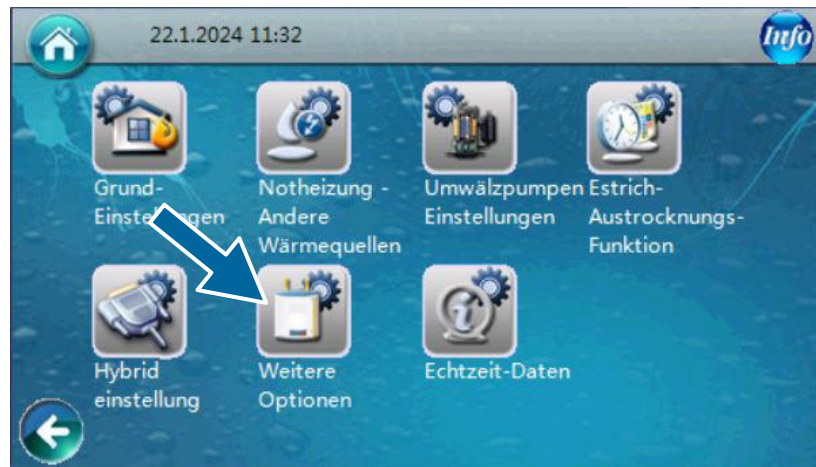 22.1.2024 11:32
Info
Grund-
Einstellungen
Notheizung -
Andere
Wärmequellen
Umwälzpumpen
Einstellungen
Estrich-
Austrocknungs-
Funktion
Hybrid
einstellung
Weitere
Optionen
Echtzeit-Daten